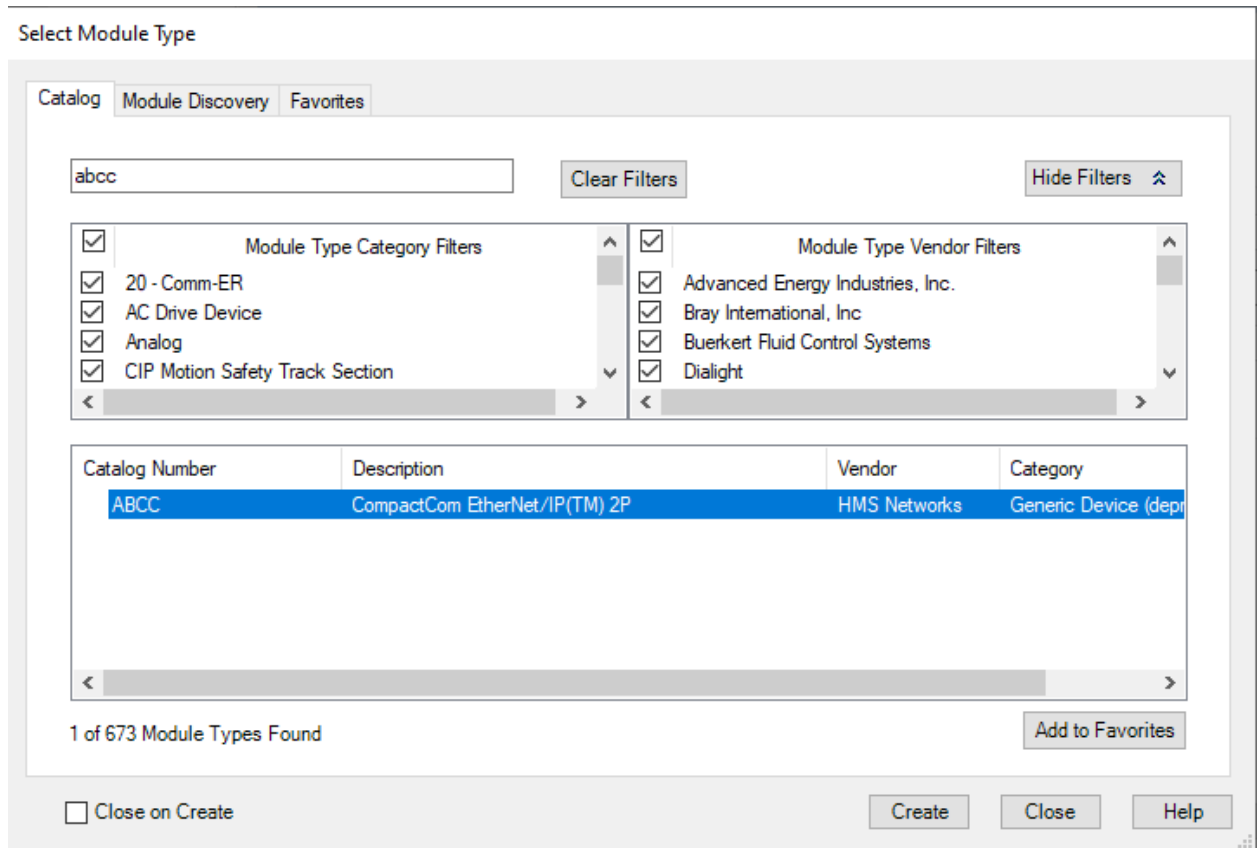 Select Module Type
Catalog Module Discovery Favorites
abcc Clear Filters Hide Filters
Module Type Category Filters Module Type Vendor Filters
20 - Comm-ER Advanced Energy Industries, Inc.
AC Drive Device Bray International, Inc
Analog Buerkert Fluid Control Systems
CIP Motion Safety Track Section Dialight
Catalog Number Description Vendor Category
ABCC CompactCom EtherNet/IP(TM) 2P HMS Networks Generic Device (depr
1 of 673 Module Types Found Add to Favorites
Close on Create Create Close Help